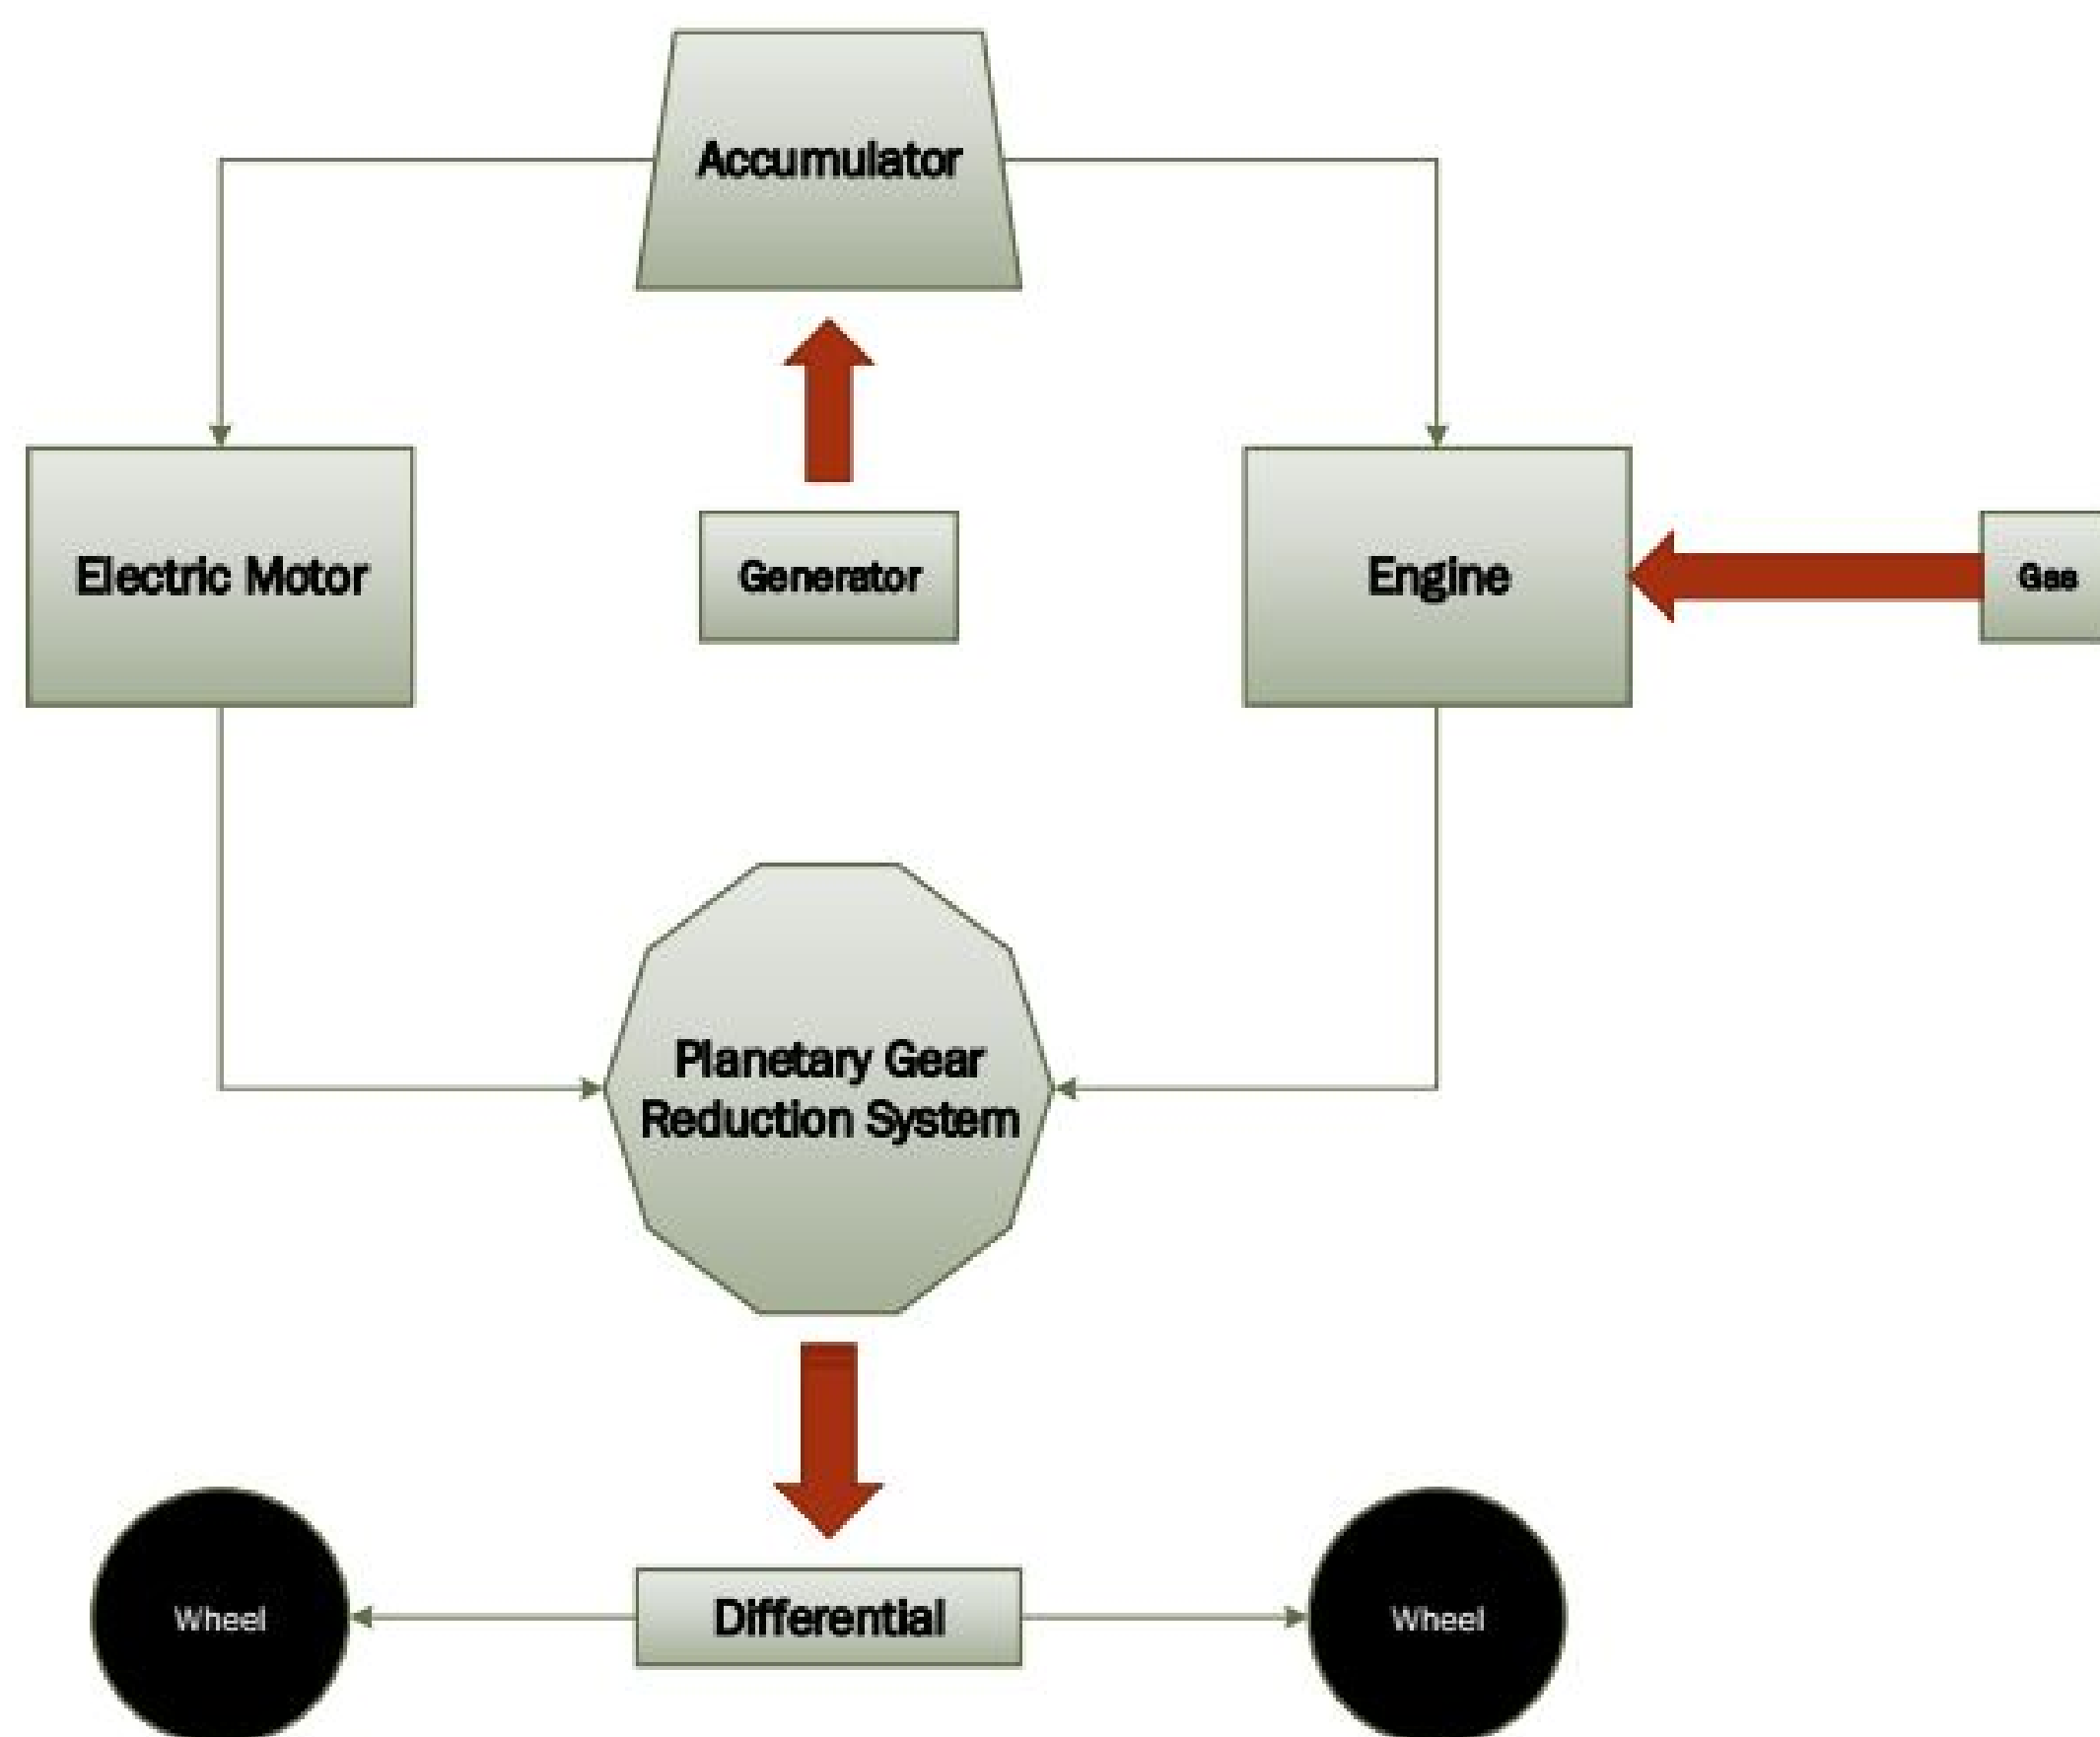 Accumulator
Electric Motor
Generator
Engine
Gas
Planetary Gear
Reduction System
Wheel
Differential
Wheel